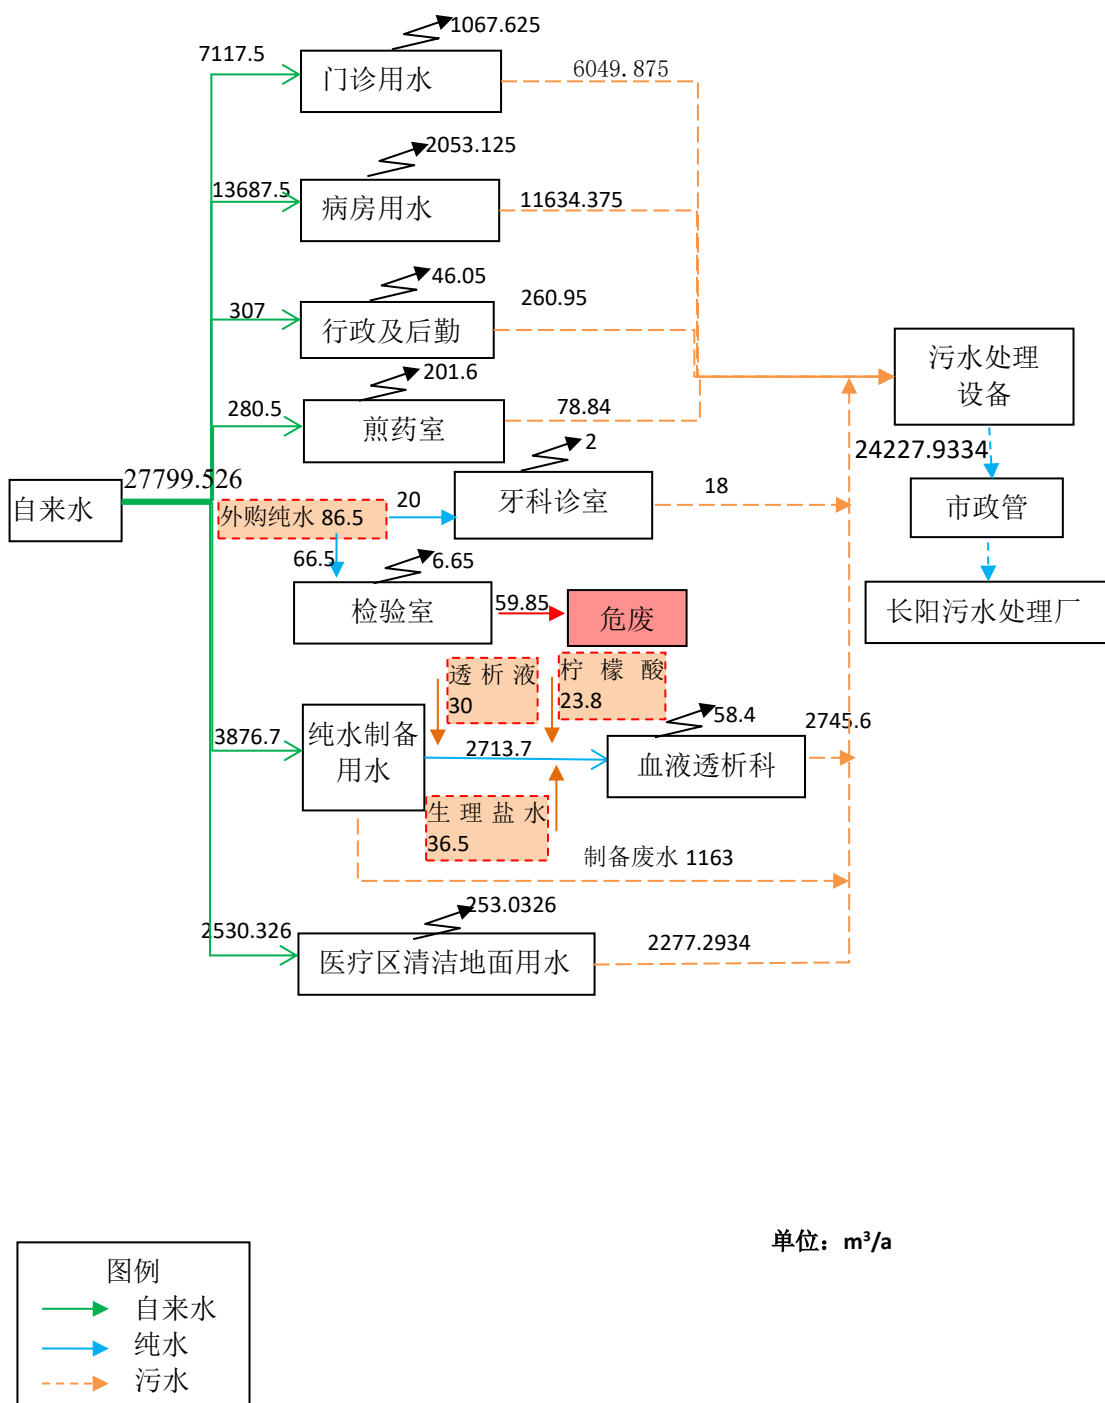 1067.625
7117.5
门诊用水
6049.875
2053.125
13687.5
病房用水
11634.375
46.05
307
行政及后勤
260.95
污水处理
设备
201.6
280.5
煎药室
78.84
24227.9334
2
27799.526
自来水
外购纯水 86.5
20
牙科诊室
18
市政管
66.5
6.65
检验室
59.85
危废
长阳污水处理厂
透析液
30
柠檬酸
23.8
58.4
2745.6
3876.7
纯水制备
用水
2713.7
血液透析科
生理盐水
36.5
制备废水 1163
253.0326
2530.326
医疗区清洁地面用水
2277.2934
单位：m³/a
图例
自来水
纯水
污水